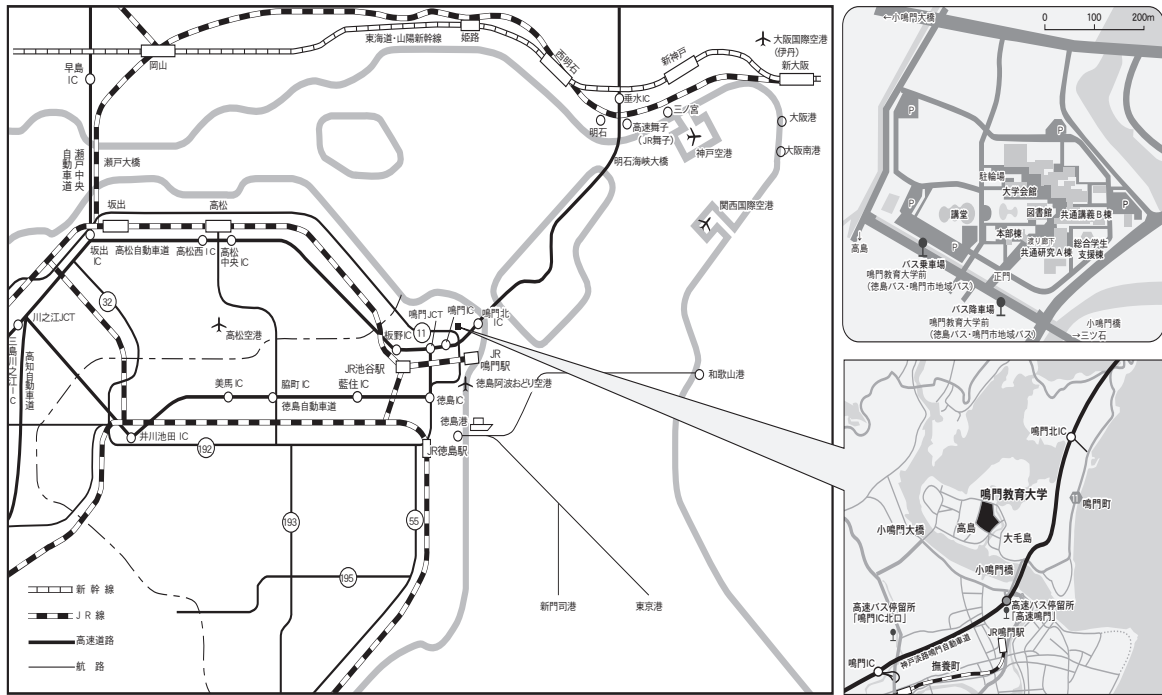 東海道・山陽新幹線
姫路
岡山
早島
IC
西明石
新神戸
大阪国際空港
(伊丹)
新大阪
垂水IC
三ノ宮
明石
高速舞子
(JR舞子)
神戸空港
大阪港
大阪南港
明石海峡大橋
瀬戸中央
自動車道
瀬戸大橋
関西国際空港
坂出
高松
坂出
IC
高松自動車道
高松西IC
高松
中央IC
32
川之江JCT
高松空港
三島川之江IC
高知自動車道
鳴門JCT
鳴門IC
鳴門北
IC
11
板野IC
JR
鳴門駅
JR池谷駅
徳島阿波おどり空港
和歌山港
美馬IC
脇町IC
藍住IC
徳島自動車道
徳島IC
徳島港
井川池田IC
192
JR徳島駅
193
55
195
新門司港
東京港
新幹線
JR線
高速道路
航路
←小鳴門大橋
0 100 200m
P
P
駐輪場
大学会館
P
P
講堂
図書館
共通講義B棟
本部棟
渡り廊下
共通研究A棟
総合学生
支援棟
P
←高島
バス乗車場
鳴門教育大学前
(徳島バス・鳴門市地域バス)
正門
バス降車場
鳴門教育大学前
(徳島バス・鳴門市地域バス)
小鳴門橋
→三ツ石
鳴門北IC
11
鳴門町
鳴門教育大学
高島
大毛島
小鳴門大橋
小鳴門橋
高速バス停留所
「鳴門IC北口」
高速バス停留所
「高速鳴門」
JR鳴門駅
神戸淡路鳴門自動車道
鳴門IC
撫養町